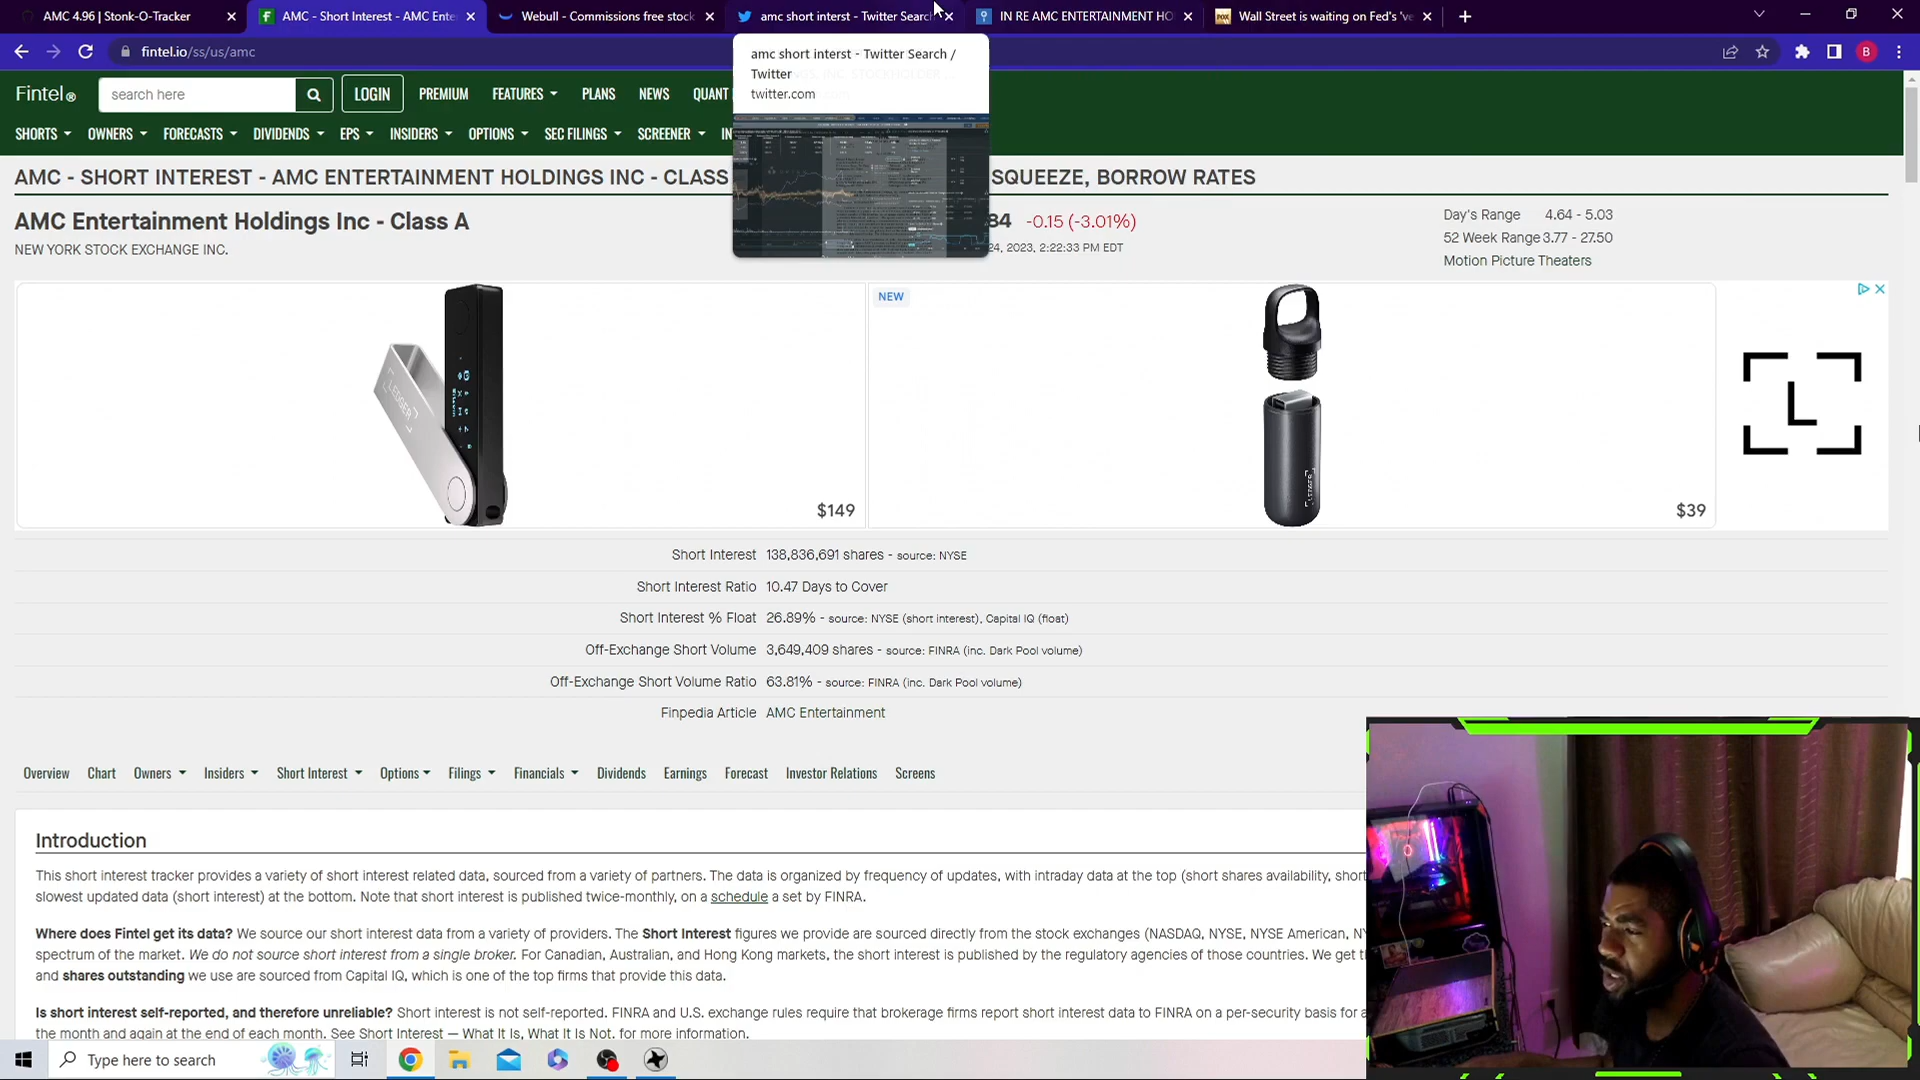 AMC 4.96 | Stonk-O-Tracker
AMC - Short Interest - AMC Ente
Webull - Commissions free stock
amc short interst - Twitter Searc
IN RE AMC ENTERTAINMENT HO
Wall Street is waiting on Fed's 've
fintel.io/ss/us/amc
B
amc short interst - Twitter Search /
Twitter
twitter.com
Fintel
search here
LOGIN
PREMIUM
FEATURES
PLANS
NEWS
QUANT
SHORTS
OWNERS
FORECASTS
DIVIDENDS
EPS
INSIDERS
OPTIONS
SEC FILINGS
SCREENER
IN
AMC - SHORT INTEREST - AMC ENTERTAINMENT HOLDINGS INC - CLASS SQUEEZE, BORROW RATES
AMC Entertainment Holdings Inc - Class A
NEW YORK STOCK EXCHANGE INC.
84 -0.15 (-3.01%)
24, 2023, 2:22:33 PM EDT
Day's Range 4.64 - 5.03
52 Week Range 3.77 - 27.50
Motion Picture Theaters
LEDGER
$149
NEW
LEDGER
$39
Short Interest 138,836,691 shares - source: NYSE
Short Interest Ratio 10.47 Days to Cover
Short Interest % Float 26.89% - source: NYSE (short interest), Capital IQ (float)
Off-Exchange Short Volume 3,649,409 shares - source: FINRA (inc. Dark Pool volume)
Off-Exchange Short Volume Ratio 63.81% - source: FINRA (inc. Dark Pool volume)
Finpedia Article AMC Entertainment
Overview
Chart
Owners
Insiders
Short Interest
Options
Filings
Financials
Dividends
Earnings
Forecast
Investor Relations
Screens
Introduction
This short interest tracker provides a variety of short interest related data, sourced from a variety of partners. The data is organized by frequency of updates, with intraday data at the top (short shares availability, short
slowest updated data (short interest) at the bottom. Note that short interest is published twice-monthly, on a schedule a set by FINRA.
Where does Fintel get its data? We source our short interest data from a variety of providers. The Short Interest figures we provide are sourced directly from the stock exchanges (NASDAQ, NYSE, NYSE American, NY
spectrum of the market. We do not source short interest from a single broker. For Canadian, Australian, and Hong Kong markets, the short interest is published by the regulatory agencies of those countries. We get t
and shares outstanding we use are sourced from Capital IQ, which is one of the top firms that provide this data.
Is short interest self-reported, and therefore unreliable? Short interest is not self-reported. FINRA and U.S. exchange rules require that brokerage firms report short interest data to FINRA on a per-security basis for a
the month and again at the end of each month. See Short Interest — What It Is, What It Is Not. for more information.
Type here to search